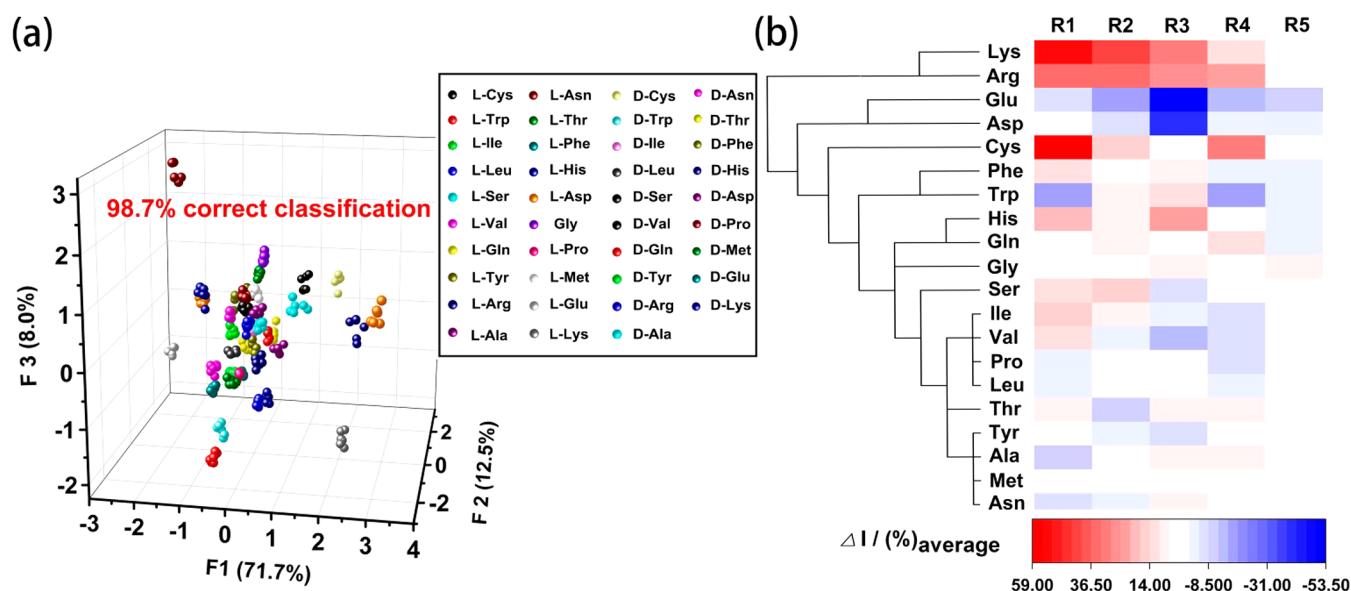 (a)
98.7% correct classification
3
2
1
0
-1
-2
F 3 (8.0%)
-3 -2 -1 0 1 2 3 4
F1 (71.7%)
2
0
-2
F 2 (12.5%)
L-Cys L-Asn D-Cys D-Asn
L-Trp L-Thr D-Trp D-Thr
L-Ile L-Phe D-Ile D-Phe
L-Leu L-His D-Leu D-His
L-Ser L-Asp D-Ser D-Asp
L-Val Gly D-Val D-Pro
L-Gln L-Pro D-Gln D-Met
L-Tyr L-Met D-Tyr D-Glu
L-Arg L-Glu D-Arg D-Lys
L-Ala L-Lys D-Ala
(b)
R1 R2 R3 R4 R5
Lys
Arg
Glu
Asp
Cys
Phe
Trp
His
Gln
Gly
Ser
Ile
Val
Pro
Leu
Thr
Tyr
Ala
Met
Asn
△ I / (%)average
59.00 36.50 14.00 -8.500 -31.00 -53.50